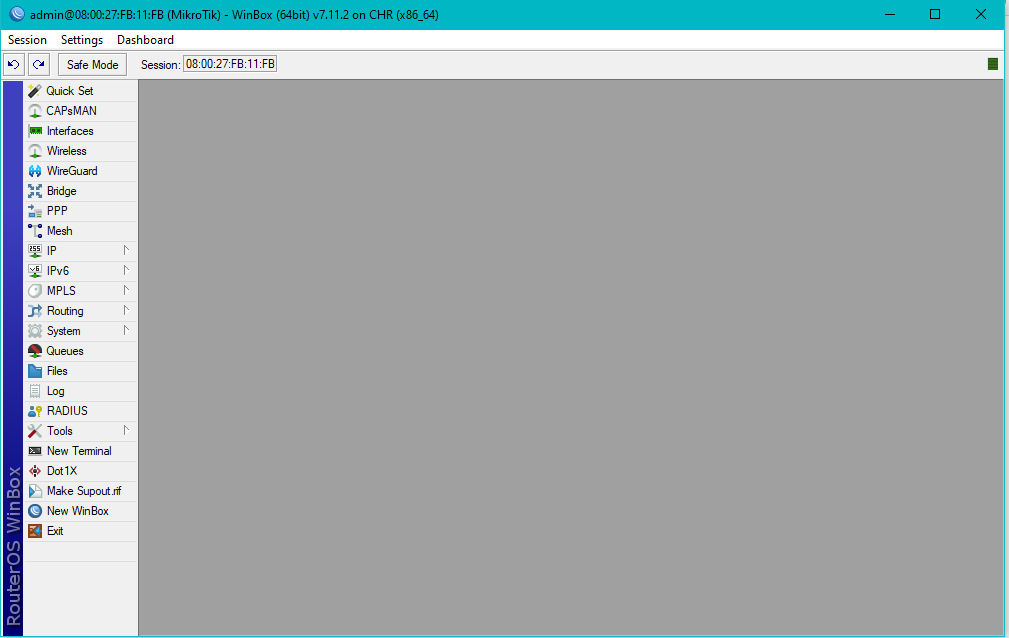 admin@08:00:27:FB:11:FB (MikroTik) - WinBox (64bit) v7.11.2 on CHR (x86_64)
Session Settings Dashboard
Safe Mode Session: 08:00:27:FB:11:FB
Quick Set
CAPsMAN
Interfaces
Wireless
WireGuard
Bridge
PPP
Mesh
255 IP
v6 IPv6
MPLS
Routing
System
Queues
Files
Log
RADIUS
Tools
New Terminal
Dot1X
Make Supout.rif
New WinBox
Exit
RouterOS WinBox